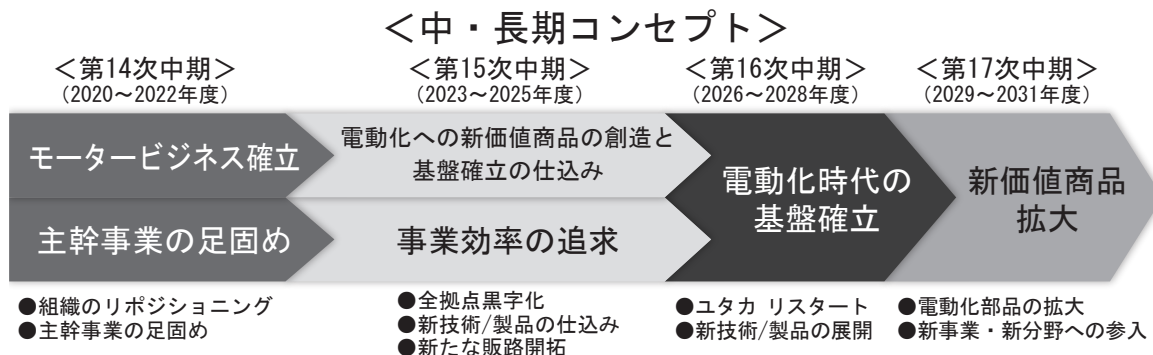 ＜中・長期コンセプト＞
＜第14次中期＞
（2020～2022年度）
＜第15次中期＞
（2023～2025年度）
＜第16次中期＞
（2026～2028年度）
＜第17次中期＞
（2029～2031年度）
モータービジネス確立
主幹事業の足固め
電動化への新価値商品の創造と
基盤確立の仕込み
事業効率の追求
電動化時代の
基盤確立
新価値商品
拡大
●組織のリポジショニング
●主幹事業の足固め
●全拠点黒字化
●新技術/製品の仕込み
●新たな販路開拓
●ユタカ リスタート
●新技術/製品の展開
●電動化部品の拡大
●新事業・新分野への参入